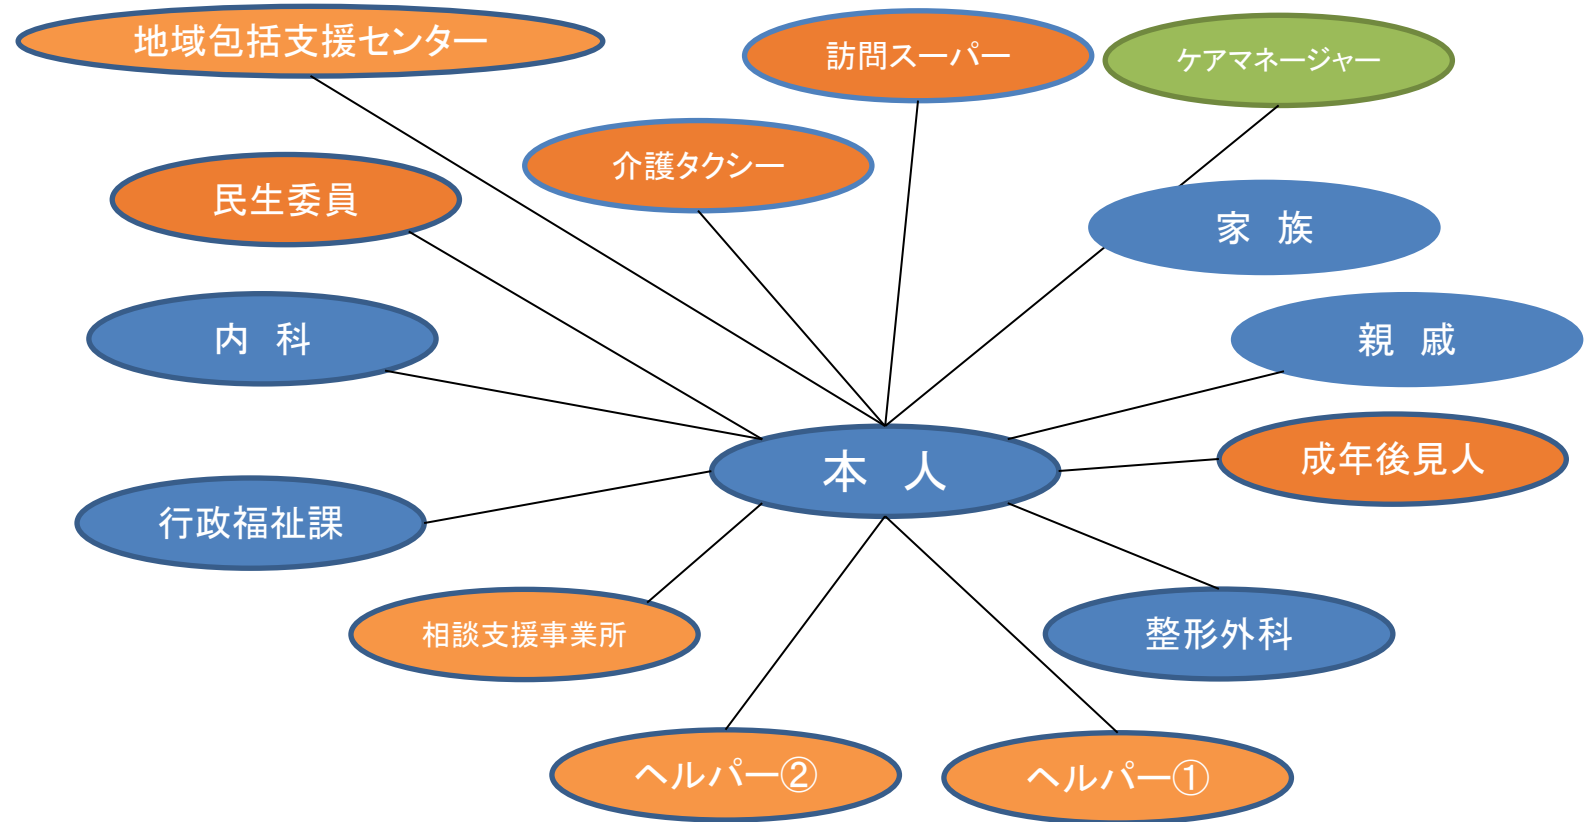 地域包括支援センター
訪問スーパー
ケアマネージャー
介護タクシー
民生委員
家　族
内　科
親　戚
成年後見人
本　人
行政福祉課
相談支援事業所
整形外科
ヘルパー②
ヘルパー①